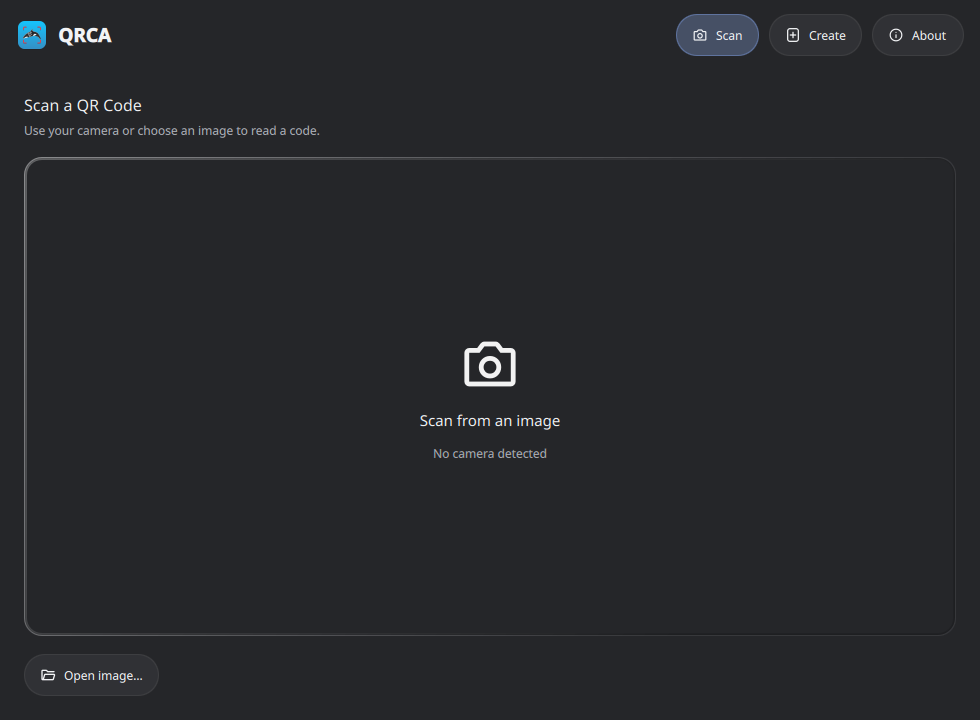 QRCA
Scan
Create
About
Scan a QR Code
Use your camera or choose an image to read a code.
Scan from an image
No camera detected
Open image...